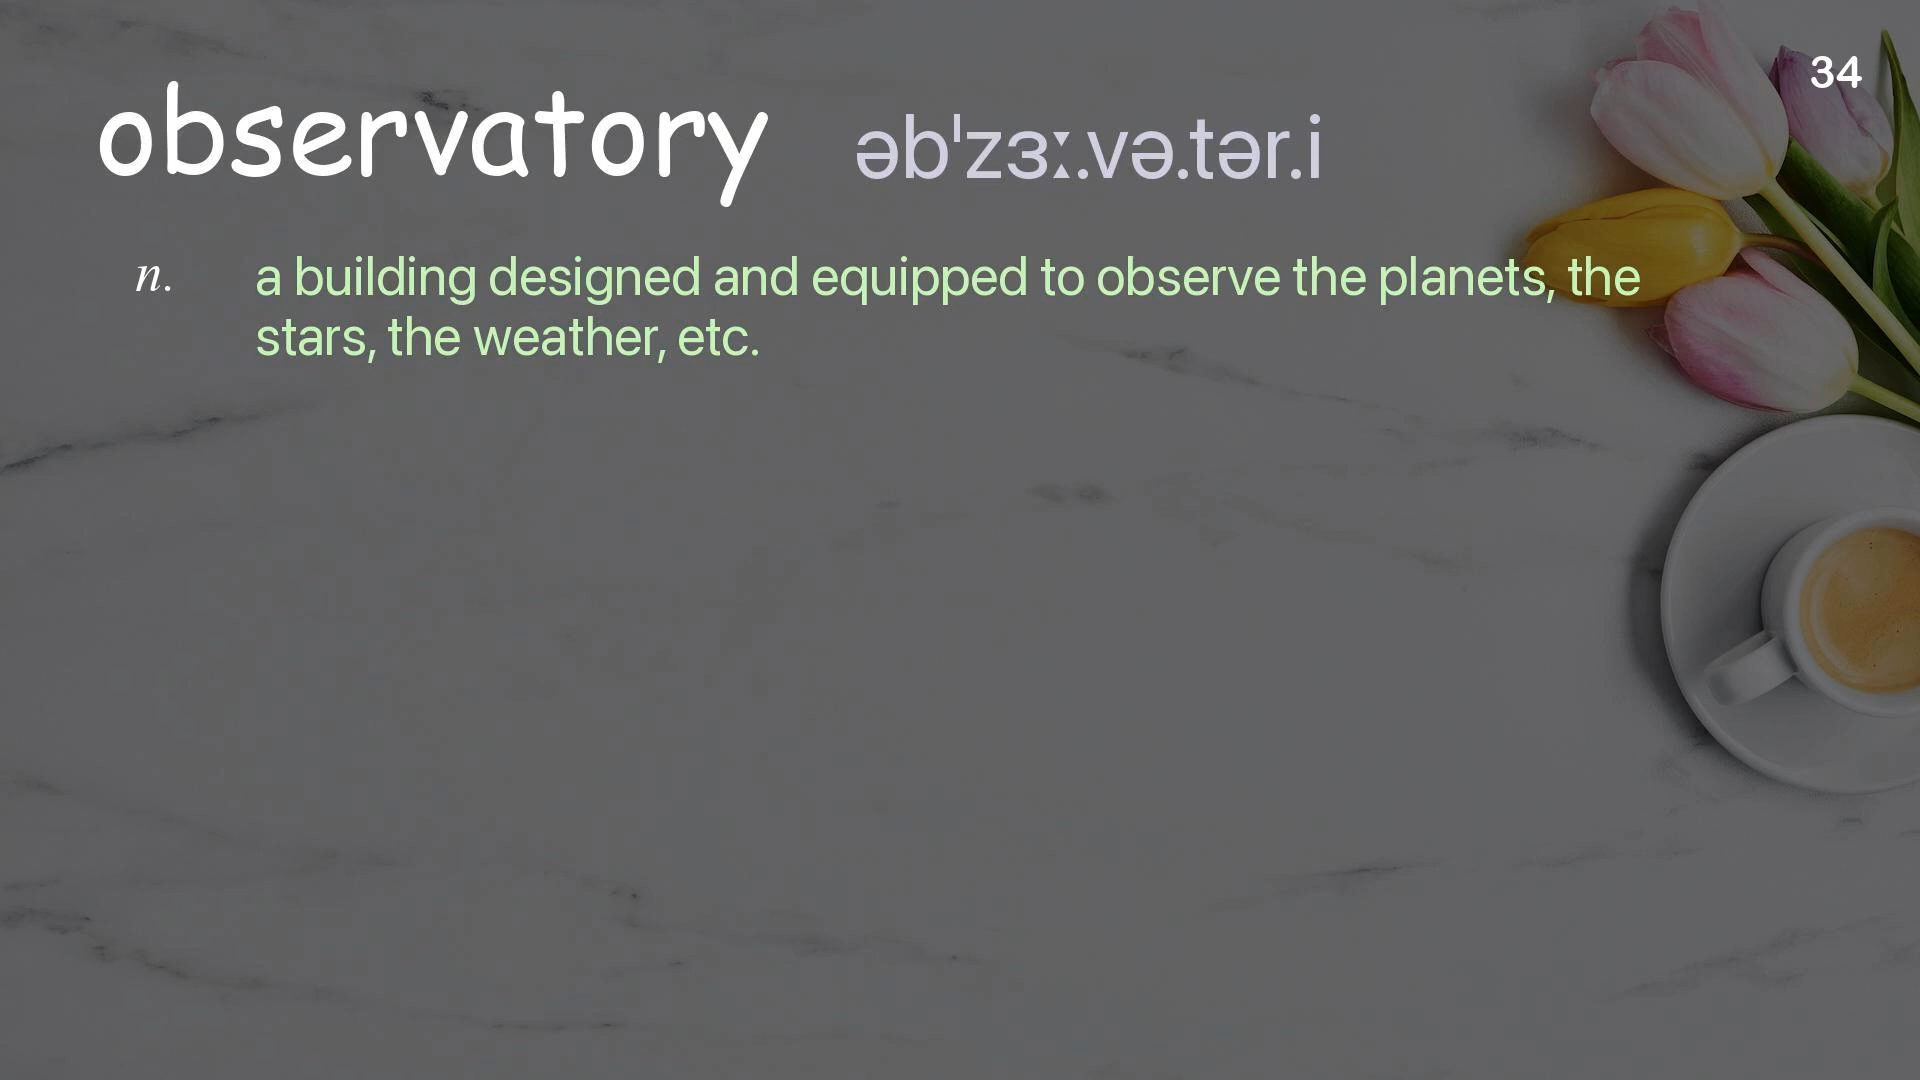 34
observatory əbˈzɜː.və.tər.i
n. a building designed and equipped to observe the planets, the
stars, the weather, etc.